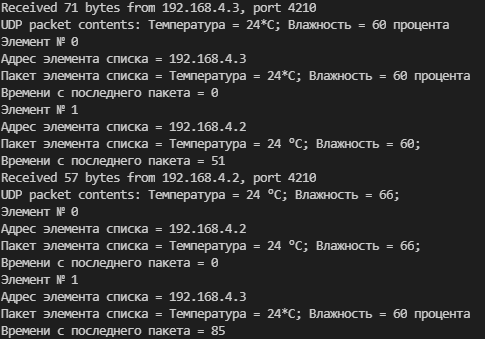 Received 71 bytes from 192.168.4.3, port 4210
UDP packet contents: Температура = 24*C; Влажность = 60 процента
Элемент № 0
Адрес элемента списка = 192.168.4.3
Пакет элемента списка = Температура = 24*C; Влажность = 60 процента
Времени с последнего пакета = 0
Элемент № 1
Адрес элемента списка = 192.168.4.2
Пакет элемента списка = Температура = 24 °C; Влажность = 60;
Времени с последнего пакета = 51
Received 57 bytes from 192.168.4.2, port 4210
UDP packet contents: Температура = 24 °C; Влажность = 66;
Элемент № 0
Адрес элемента списка = 192.168.4.2
Пакет элемента списка = Температура = 24 °C; Влажность = 66;
Времени с последнего пакета = 0
Элемент № 1
Адрес элемента списка = 192.168.4.3
Пакет элемента списка = Температура = 24*C; Влажность = 60 процента
Времени с последнего пакета = 85